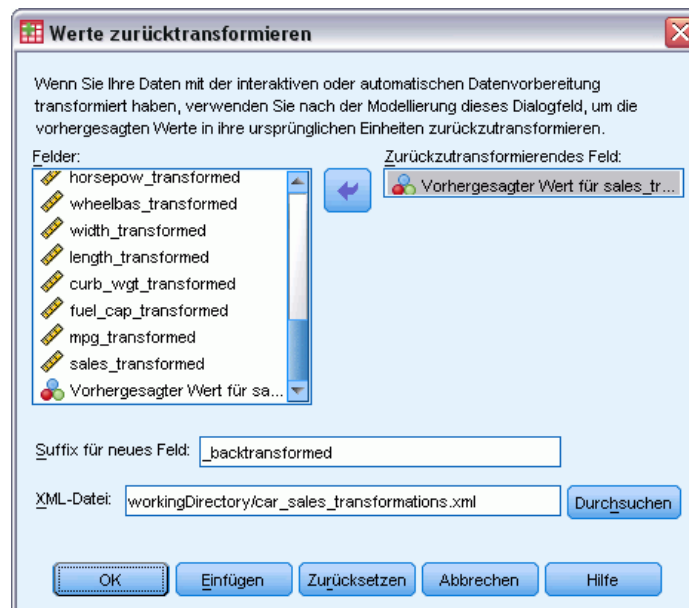 Werte zurücktransformieren
Wenn Sie Ihre Daten mit der interaktiven oder automatischen Datenvorbereitung
transformiert haben, verwenden Sie nach der Modellierung dieses Dialogfeld, um die
vorhergesagten Werte in ihre ursprünglichen Einheiten zurückzutransformieren.
Felder:
horsepow_transformed
wheelbas_transformed
width_transformed
length_transformed
curb_wgt_transformed
fuel_cap_transformed
mpg_transformed
sales_transformed
Vorhergesagter Wert für sa...
Zurückzutransformierendes Feld:
Vorhergesagter Wert für sales_tr...
Suffix für neues Feld: _backtransformed
XML-Datei: workingDirectory/car_sales_transformations.xml Durchsuchen
OK Einfügen Zurücksetzen Abbrechen Hilfe